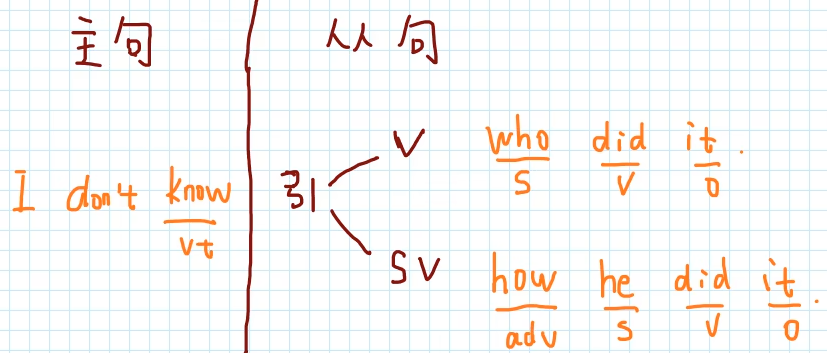 主句 从句
V who did it.
S V O
I don't know 引
vt
SV how he did it.
adv S V O